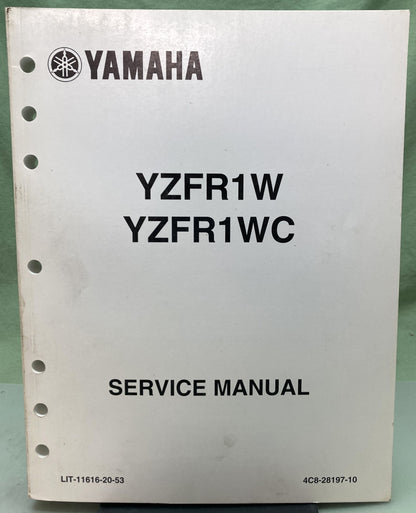 YAMAHA
YZFR1W
YZFR1WC
SERVICE MANUAL
LIT-11616-20-53 4C8-28197-10